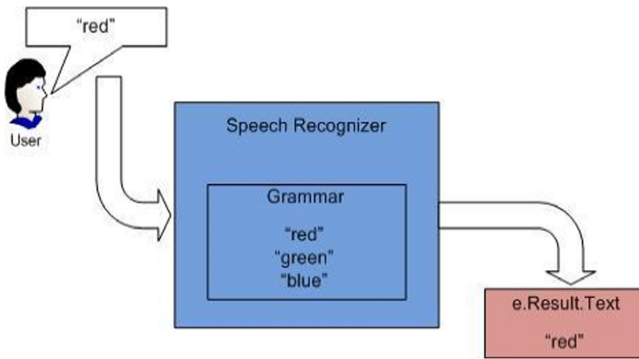 “red”
User
Speech Recognizer
Grammar
“red”
“green”
“blue”
e.Result.Text
“red”